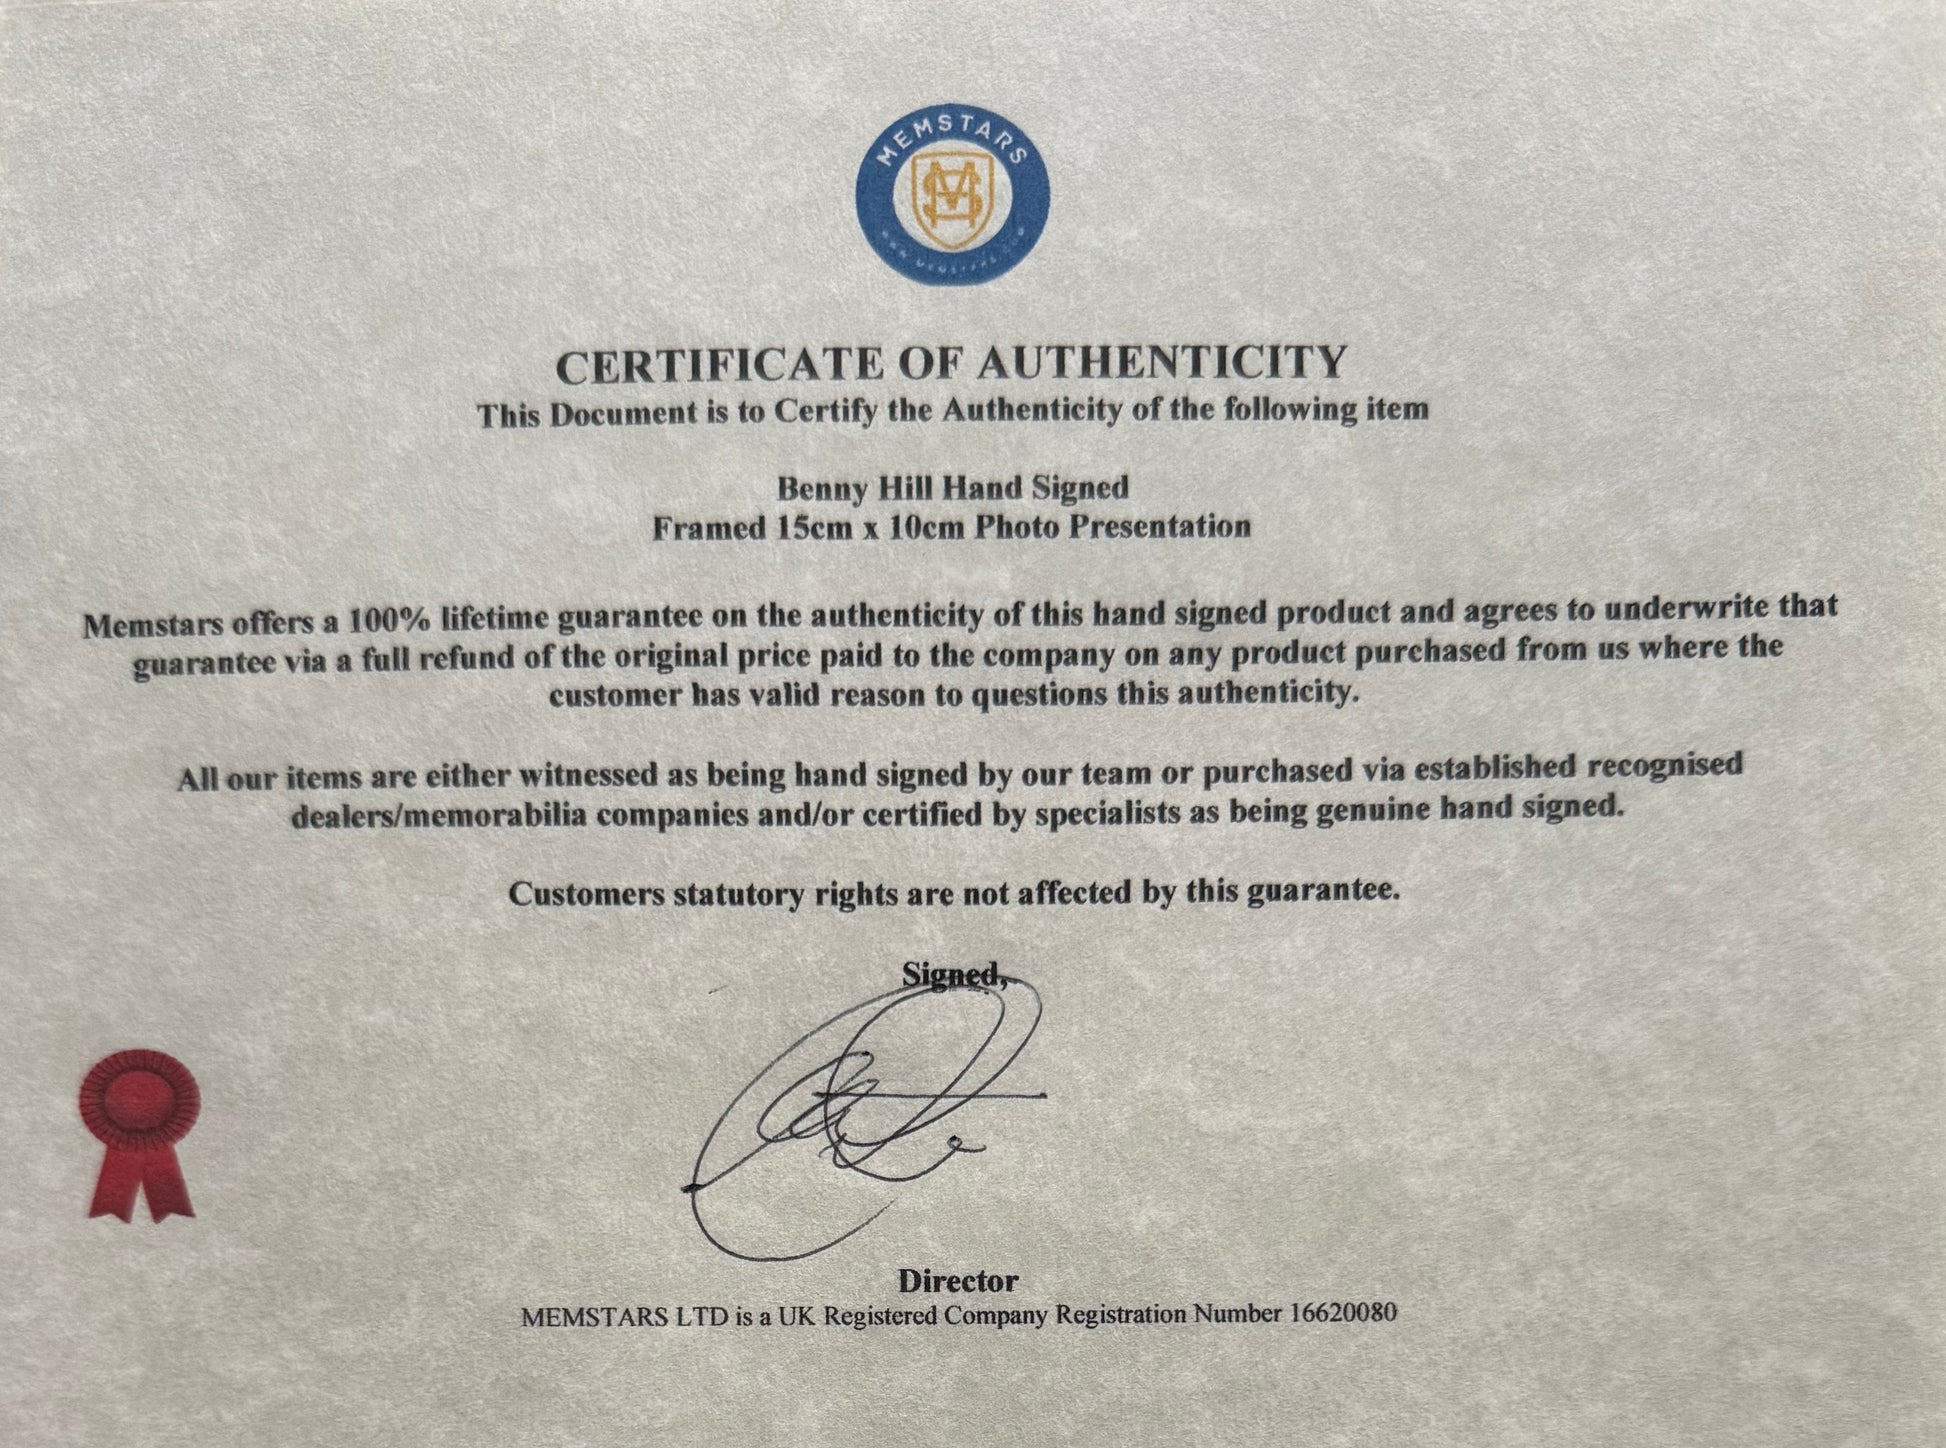 MEMSTARS
WWW.MEMSTARS.COM
CERTIFICATE OF AUTHENTICITY
This Document is to Certify the Authenticity of the following item
Benny Hill Hand Signed
Framed 15cm x 10cm Photo Presentation
Memstars offers a 100% lifetime guarantee on the authenticity of this hand signed product and agrees to underwrite that
guarantee via a full refund of the original price paid to the company on any product purchased from us where the
customer has valid reason to questions this authenticity.
All our items are either witnessed as being hand signed by our team or purchased via established recognised
dealers/memorabilia companies and/or certified by specialists as being genuine hand signed.
Customers statutory rights are not affected by this guarantee.
Signed,
Director
MEMSTARS LTD is a UK Registered Company Registration Number 16620080